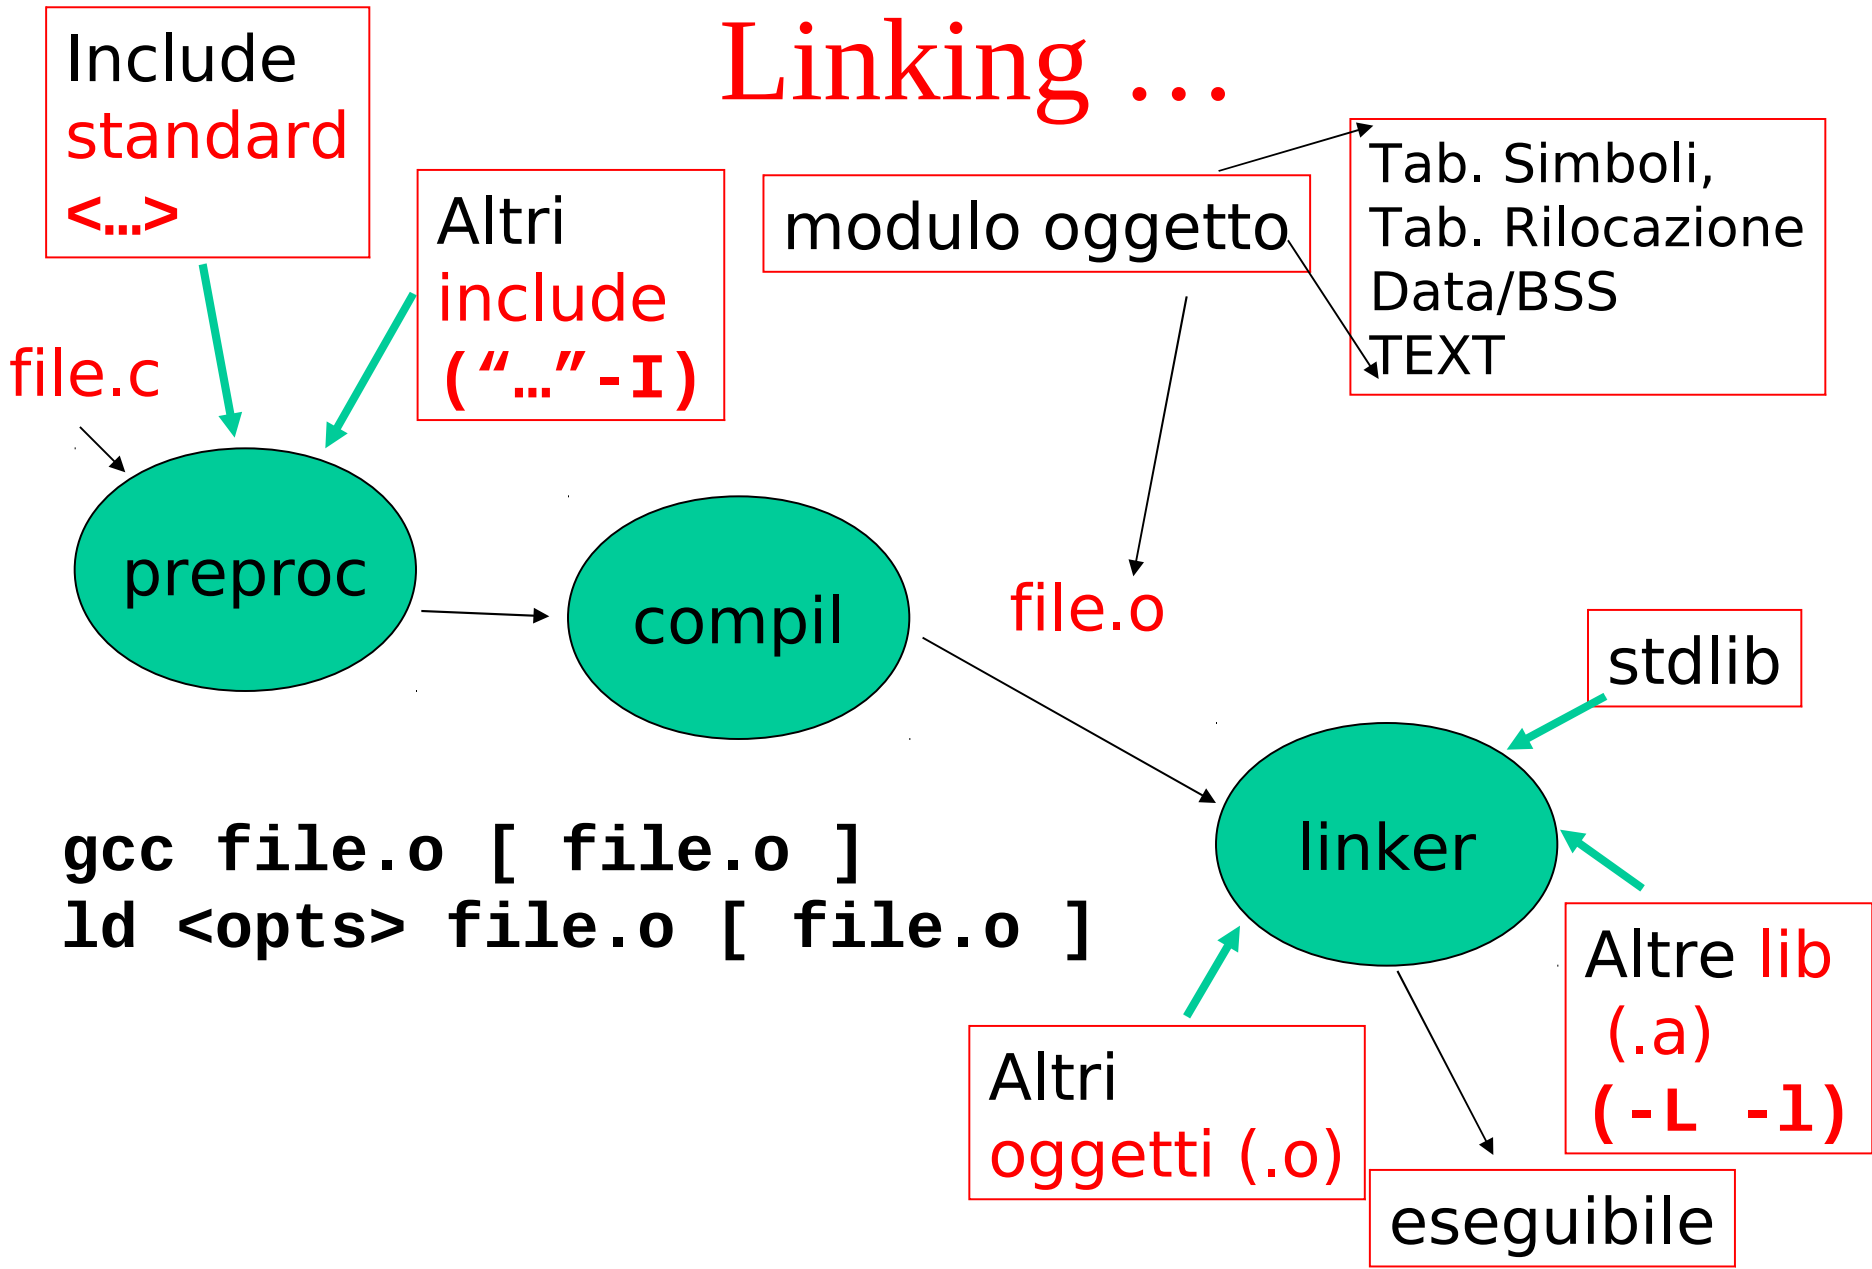 Linking …
Include
standard
<…>
Altri
include
(“…”-I)
modulo oggetto
Tab. Simboli,
Tab. Rilocazione
Data/BSS
TEXT
file.c
preproc
compil
file.o
stdlib
linker
gcc file.o [ file.o ]
ld <opts> file.o [ file.o ]
Altre lib
(.a)
(-L -l)
Altri
oggetti (.o)
eseguibile